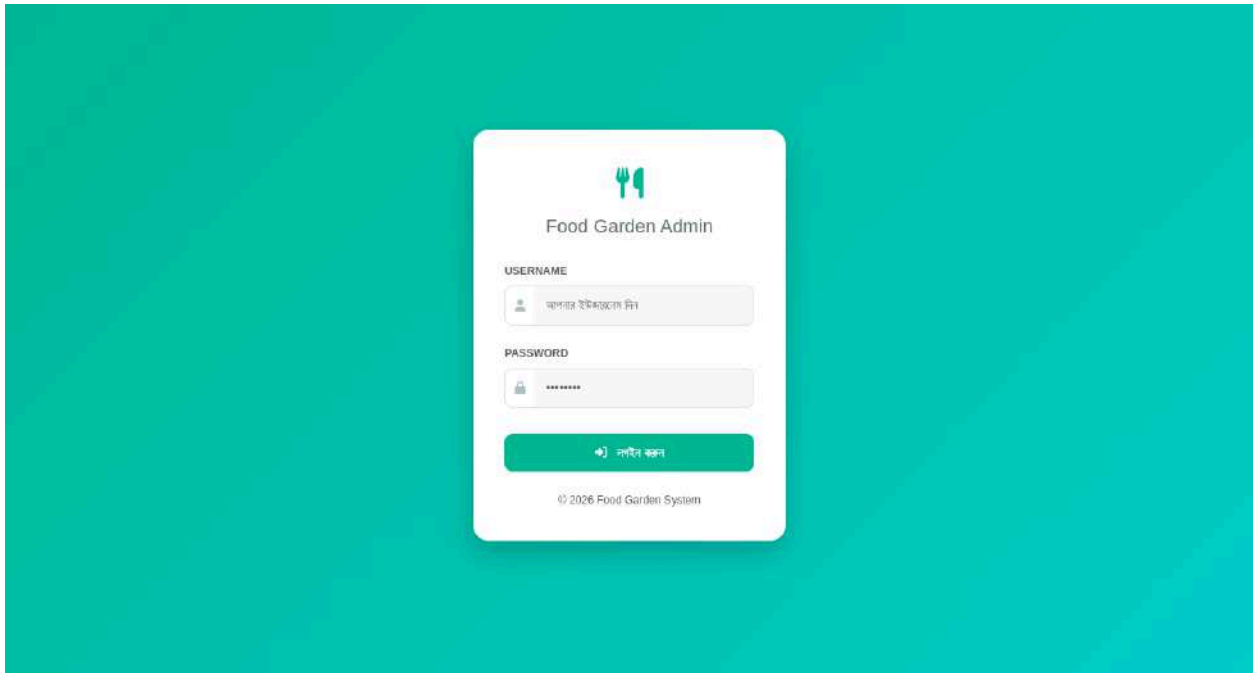 Food Garden Admin
USERNAME
আপনার ইউজারনেম দিন
PASSWORD
••••••••
লগইন করুন
© 2026 Food Garden System